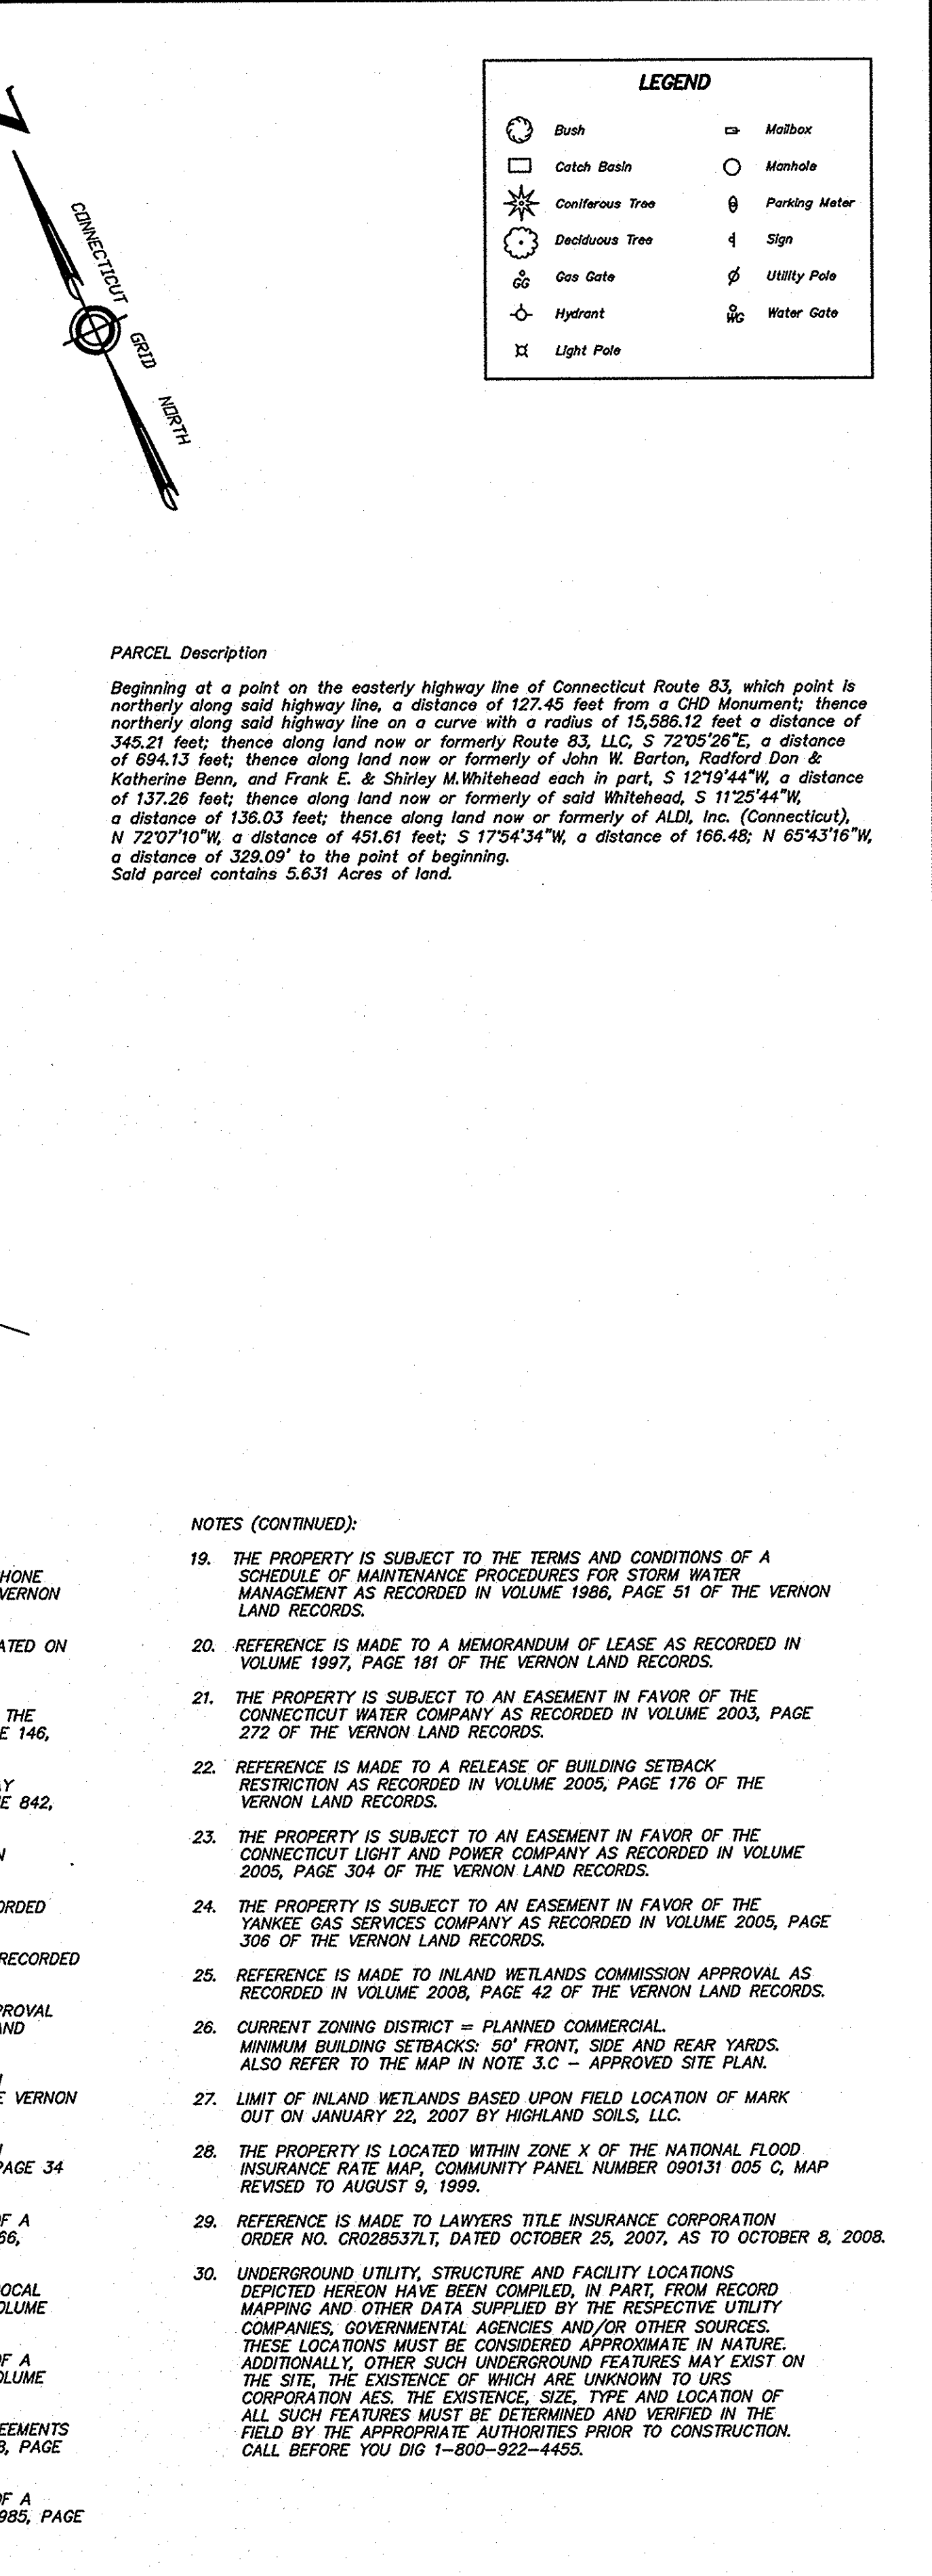 LEGEND
Bush
Mailbox
Catch Basin
Manhole
Coniferous Tree
Parking Meter
Deciduous Tree
Sign
GG
Gas Gate
Utility Pole
Hydrant
WG
Water Gate
Light Pole
CONNECTICUT GRID NORTH
PARCEL Description
Beginning at a point on the easterly highway line of Connecticut Route 83, which point is
northerly along said highway line, a distance of 127.45 feet from a CHD Monument; thence
northerly along said highway line on a curve with a radius of 15,586.12 feet a distance of
345.21 feet; thence along land now or formerly Route 83, LLC, S 72°05'26"E, a distance
of 694.13 feet; thence along land now or formerly of John W. Barton, Radford Don &
Katherine Benn, and Frank E. & Shirley M.Whitehead each in part, S 12°19'44"W, a distance
of 137.26 feet; thence along land now or formerly of said Whitehead, S 11°25'44"W,
a distance of 136.03 feet; thence along land now or formerly of ALDI, Inc. (Connecticut),
N 72°07'10"W, a distance of 451.61 feet; S 17°54'34"W, a distance of 166.48; N 65°43'16"W,
a distance of 329.09' to the point of beginning.
Said parcel contains 5.631 Acres of land.
HONE
VERNON
ATED ON
THE
E 146,
Y
E 842,
ORDED
RECORDED
PROVAL
AND
E VERNON
PAGE 34
OF A
66,
OCAL
OLUME
OF A
OLUME
EEMENTS
PAGE
OF A
985, PAGE
NOTES (CONTINUED):
19. THE PROPERTY IS SUBJECT TO THE TERMS AND CONDITIONS OF A
SCHEDULE OF MAINTENANCE PROCEDURES FOR STORM WATER
MANAGEMENT AS RECORDED IN VOLUME 1986, PAGE 51 OF THE VERNON
LAND RECORDS.
20. REFERENCE IS MADE TO A MEMORANDUM OF LEASE AS RECORDED IN
VOLUME 1997, PAGE 181 OF THE VERNON LAND RECORDS.
21. THE PROPERTY IS SUBJECT TO AN EASEMENT IN FAVOR OF THE
CONNECTICUT WATER COMPANY AS RECORDED IN VOLUME 2003, PAGE
272 OF THE VERNON LAND RECORDS.
22. REFERENCE IS MADE TO A RELEASE OF BUILDING SETBACK
RESTRICTION AS RECORDED IN VOLUME 2005, PAGE 176 OF THE
VERNON LAND RECORDS.
23. THE PROPERTY IS SUBJECT TO AN EASEMENT IN FAVOR OF THE
CONNECTICUT LIGHT AND POWER COMPANY AS RECORDED IN VOLUME
2005, PAGE 304 OF THE VERNON LAND RECORDS.
24. THE PROPERTY IS SUBJECT TO AN EASEMENT IN FAVOR OF THE
YANKEE GAS SERVICES COMPANY AS RECORDED IN VOLUME 2005, PAGE
306 OF THE VERNON LAND RECORDS.
25. REFERENCE IS MADE TO INLAND WETLANDS COMMISSION APPROVAL AS
RECORDED IN VOLUME 2008, PAGE 42 OF THE VERNON LAND RECORDS.
26. CURRENT ZONING DISTRICT = PLANNED COMMERCIAL.
MINIMUM BUILDING SETBACKS: 50' FRONT, SIDE AND REAR YARDS.
ALSO REFER TO THE MAP IN NOTE 3.C – APPROVED SITE PLAN.
27. LIMIT OF INLAND WETLANDS BASED UPON FIELD LOCATION OF MARK
OUT ON JANUARY 22, 2007 BY HIGHLAND SOILS, LLC.
28. THE PROPERTY IS LOCATED WITHIN ZONE X OF THE NATIONAL FLOOD
INSURANCE RATE MAP, COMMUNITY PANEL NUMBER 090131 005 C, MAP
REVISED TO AUGUST 9, 1999.
29. REFERENCE IS MADE TO LAWYERS TITLE INSURANCE CORPORATION
ORDER NO. CR028537LT, DATED OCTOBER 25, 2007, AS TO OCTOBER 8, 2008.
30. UNDERGROUND UTILITY, STRUCTURE AND FACILITY LOCATIONS
DEPICTED HEREON HAVE BEEN COMPILED, IN PART, FROM RECORD
MAPPING AND OTHER DATA SUPPLIED BY THE RESPECTIVE UTILITY
COMPANIES, GOVERNMENTAL AGENCIES AND/OR OTHER SOURCES.
THESE LOCATIONS MUST BE CONSIDERED APPROXIMATE IN NATURE.
ADDITIONALLY, OTHER SUCH UNDERGROUND FEATURES MAY EXIST ON
THE SITE, THE EXISTENCE OF WHICH ARE UNKNOWN TO URS
CORPORATION AES. THE EXISTENCE, SIZE, TYPE AND LOCATION OF
ALL SUCH FEATURES MUST BE DETERMINED AND VERIFIED IN THE
FIELD BY THE APPROPRIATE AUTHORITIES PRIOR TO CONSTRUCTION.
CALL BEFORE YOU DIG 1–800–922–4455.